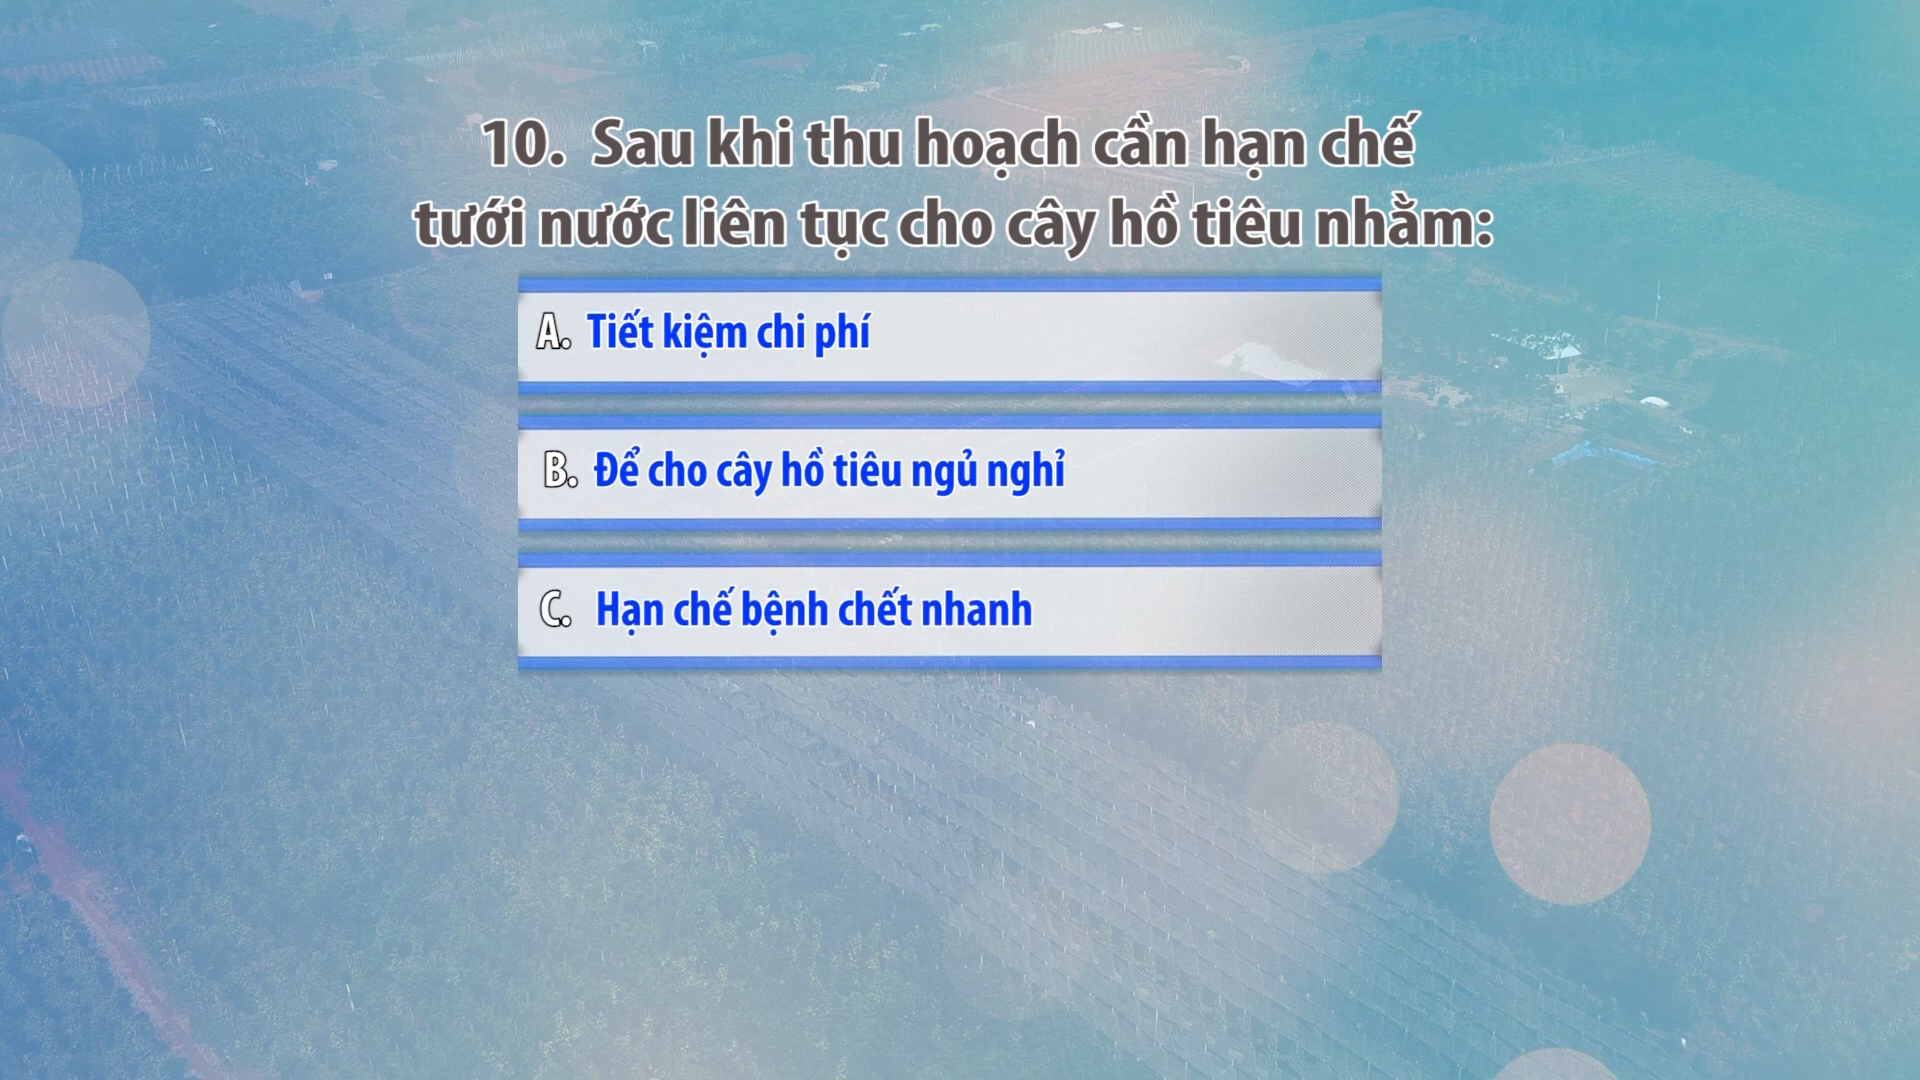 10. Sau khi thu hoạch cần hạn chế
tưới nước liên tục cho cây hồ tiêu nhằm:
A. Tiết kiệm chi phí
B. Để cho cây hồ tiêu ngủ nghỉ
C. Hạn chế bệnh chết nhanh